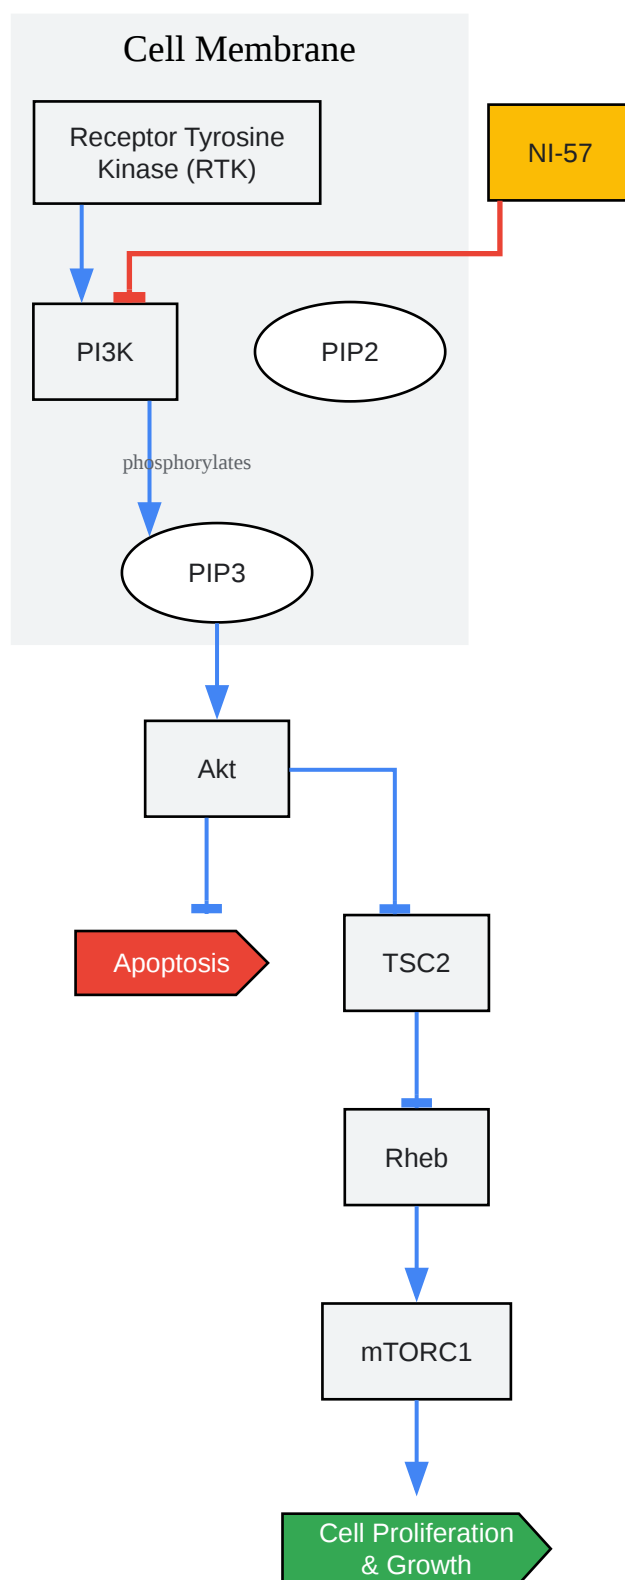 Cell Membrane
Receptor Tyrosine
Kinase (RTK)
NI-57
PI3K
PIP2
phosphorylates
PIP3
Akt
Apoptosis
TSC2
Rheb
mTORC1
Cell Proliferation
& Growth